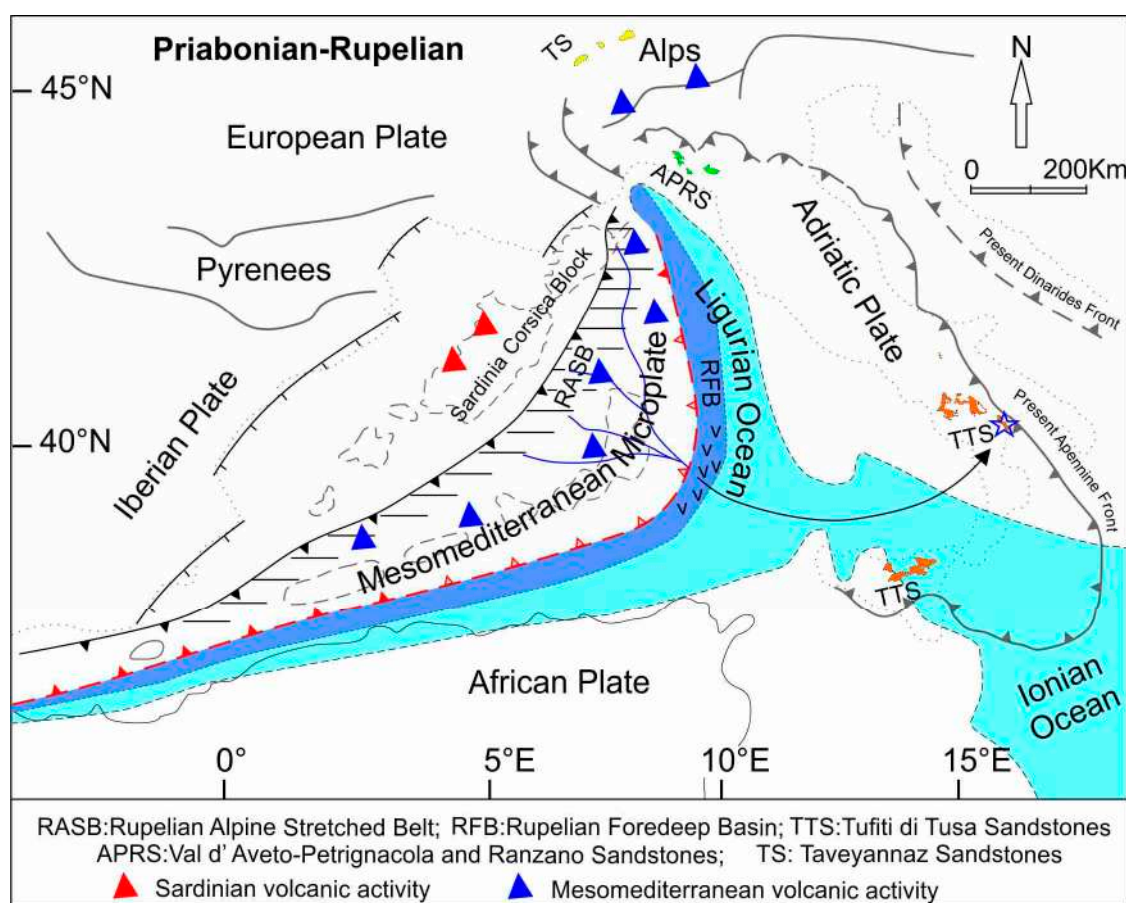 Priabonian-Rupelian
TS
Alps
N
45°N
European Plate
0 200Km
APRS
Adriatic Plate
Present Dinarides Front
Pyrenees
Sardinia Corsica Block
Ligurian Ocean
RASB
RFB
Iberian Plate
Mesomediterranean Microplate
40°N
TTS
Present Apennine Front
TTS
African Plate
Ionian
Ocean
0° 5°E 10°E 15°E
RASB:Rupelian Alpine Stretched Belt; RFB:Rupelian Foredeep Basin; TTS:Tufiti di Tusa Sandstones
APRS:Val d' Aveto-Petrignacola and Ranzano Sandstones; TS: Taveyannaz Sandstones
Sardinian volcanic activity Mesomediterranean volcanic activity